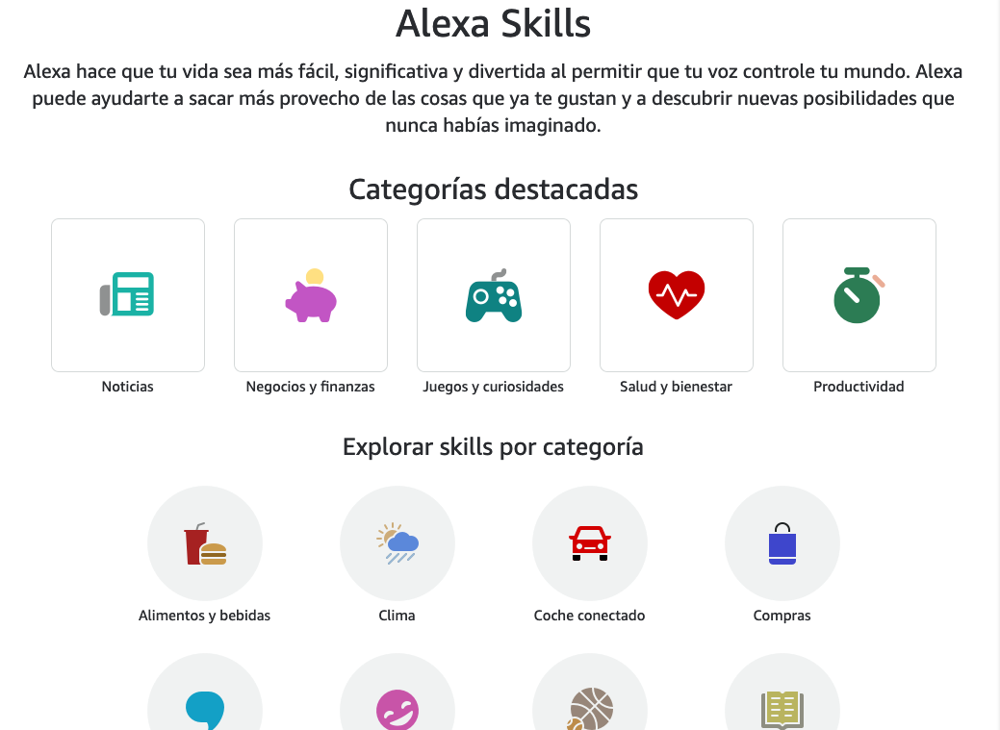 Alexa Skills
Alexa hace que tu vida sea más fácil, significativa y divertida al permitir que tu voz controle tu mundo. Alexa
puede ayudarte a sacar más provecho de las cosas que ya te gustan y a descubrir nuevas posibilidades que
nunca habías imaginado.
Categorías destacadas
Noticias
Negocios y finanzas
Juegos y curiosidades
Salud y bienestar
Productividad
Explorar skills por categoría
Alimentos y bebidas
Clima
Coche conectado
Compras